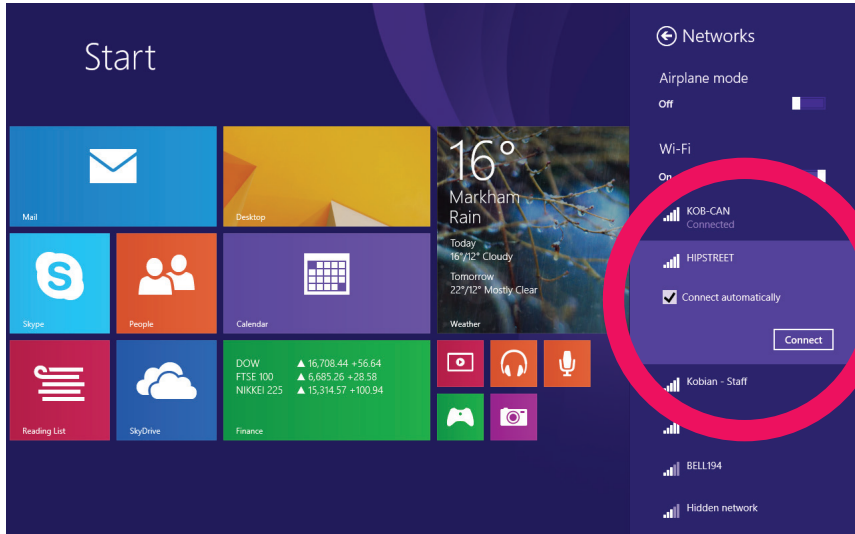 Start
Mail
Desktop
16°
Markham
Rain
Today
16°/12° Cloudy
Tomorrow
22°/12° Mostly Clear
Weather
S
Skype
People
Calendar
Reading List
SkyDrive
DOW ▲ 16,708.44 +56.64
FTSE 100 ▲ 6,685.26 +28.58
NIKKEI 225 ▲ 15,314.57 +100.94
Finance
Networks
Airplane mode
Off
Wi-Fi
On
KOB-CAN
Connected
HIPSTREET
Connect automatically
Connect
Kobian - Staff
BELL194
Hidden network